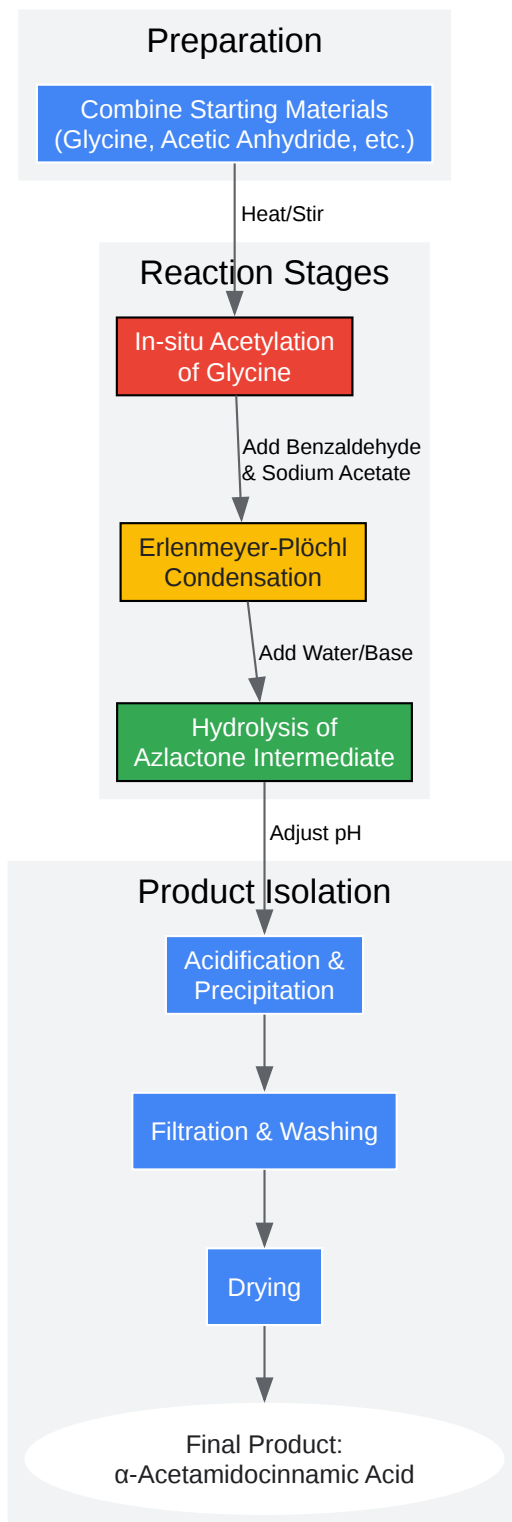 Preparation
Combine Starting Materials
(Glycine, Acetic Anhydride, etc.)
Heat/Stir
Reaction Stages
In-situ Acetylation
of Glycine
Add Benzaldehyde
& Sodium Acetate
Erlenmeyer-Plöchl
Condensation
Add Water/Base
Hydrolysis of
Azlactone Intermediate
Adjust pH
Product Isolation
Acidification &
Precipitation
Filtration & Washing
Drying
Final Product:
α-Acetamidocinnamic Acid